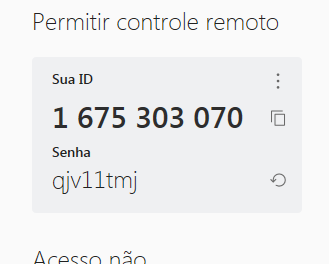 Permitir controle remoto
Sua ID
1 675 303 070
Senha
qjv11tmj
Acesso não